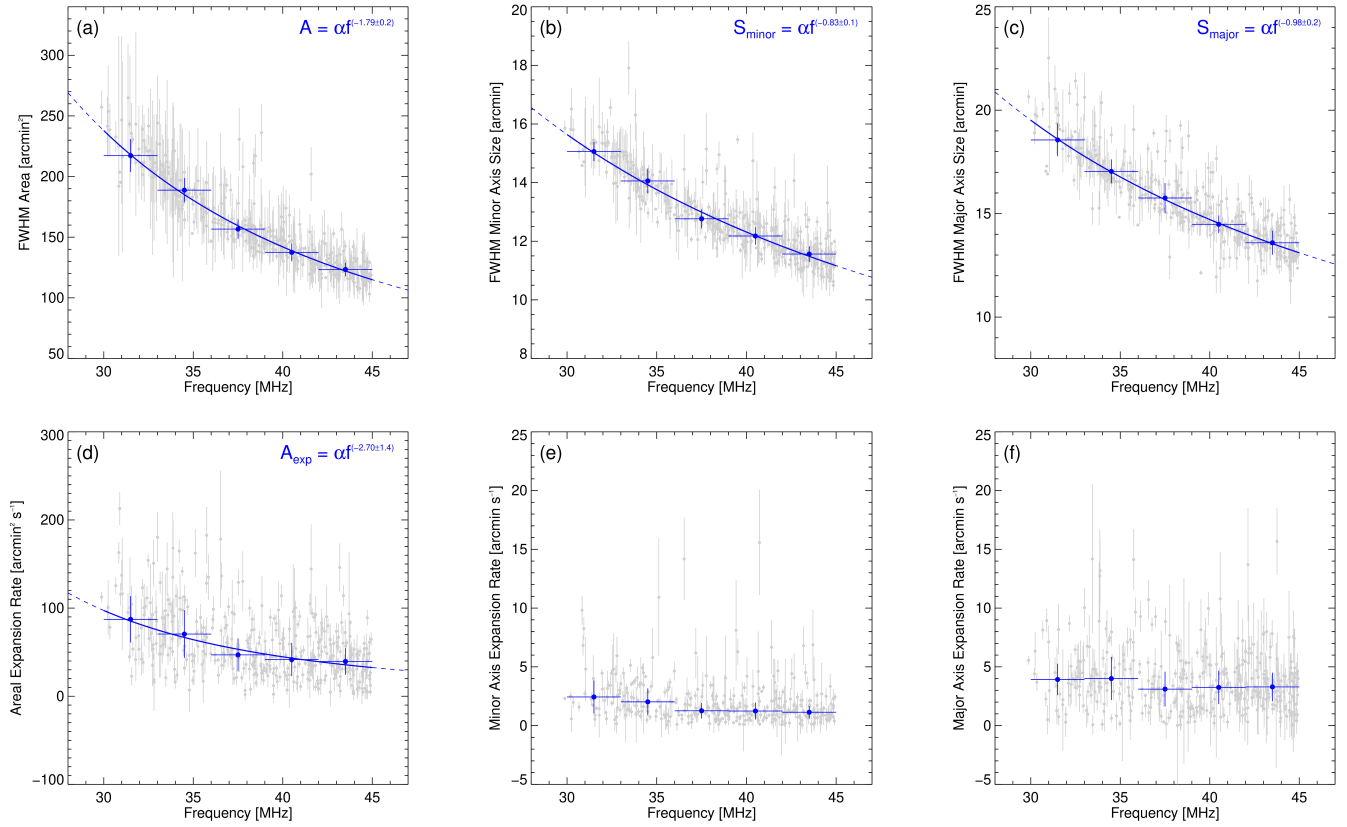 (a)
A = αf(−1.79±0.2)
FWHM Area [arcmin2]
300
250
200
150
100
50
30 35 40 45
Frequency [MHz]
(b)
Sminor = αf(−0.83±0.1)
FWHM Minor Axis Size [arcmin]
20
18
16
14
12
10
8
30 35 40 45
Frequency [MHz]
(c)
Smajor = αf(−0.98±0.2)
FWHM Major Axis Size [arcmin]
25
20
15
10
30 35 40 45
Frequency [MHz]
(d)
Aexp = αf(−2.70±1.4)
Areal Expansion Rate [arcmin2 s−1]
300
200
100
0
−100
30 35 40 45
Frequency [MHz]
(e)
Minor Axis Expansion Rate [arcmin s−1]
25
20
15
10
5
0
−5
30 35 40 45
Frequency [MHz]
(f)
Major Axis Expansion Rate [arcmin s−1]
25
20
15
10
5
0
−5
30 35 40 45
Frequency [MHz]